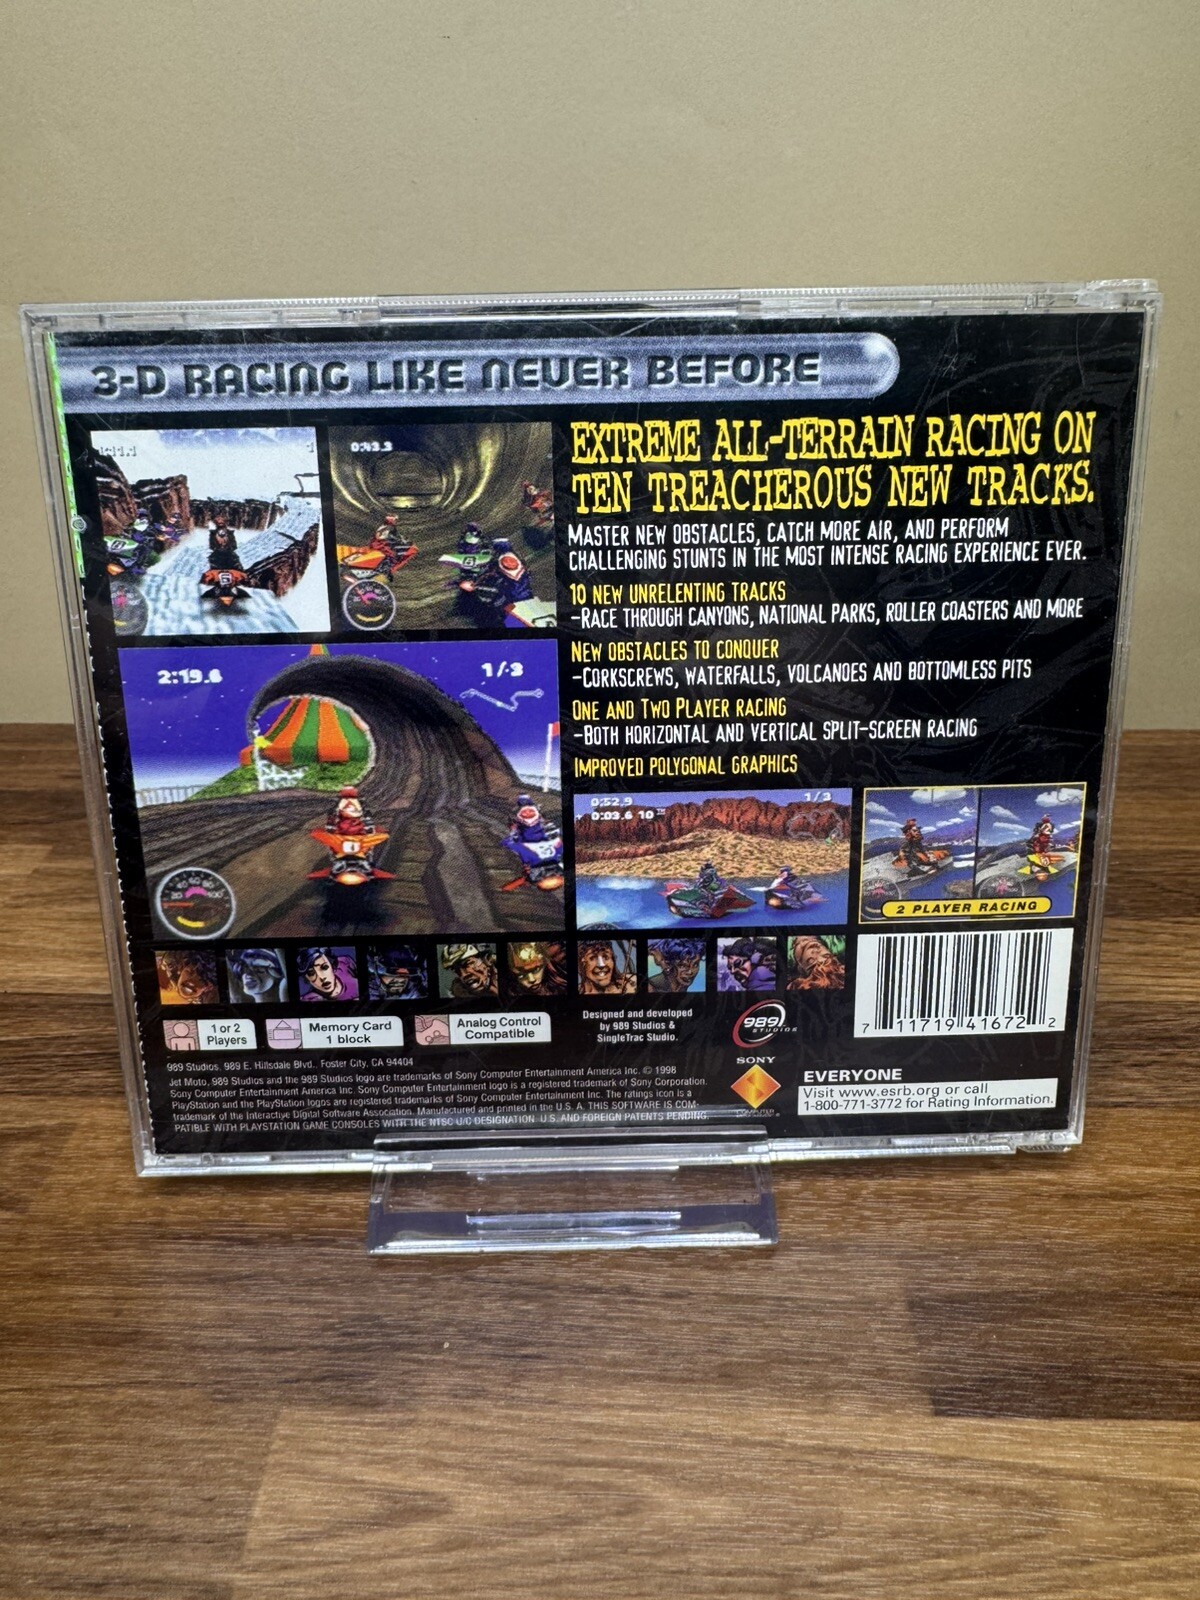 3-D RACING LIKE NEVER BEFORE
0:43.3
EXTREME ALL-TERRAIN RACING ON
TEN TREACHEROUS NEW TRACKS.
MASTER NEW OBSTACLES, CATCH MORE AIR, AND PERFORM
CHALLENGING STUNTS IN THE MOST INTENSE RACING EXPERIENCE EVER.
10 NEW UNRELENTING TRACKS
-RACE THROUGH CANYONS, NATIONAL PARKS, ROLLER COASTERS AND MORE
NEW OBSTACLES TO CONQUER
-CORKSCREWS, WATERFALLS, VOLCANOES AND BOTTOMLESS PITS
ONE AND TWO PLAYER RACING
-BOTH HORIZONTAL AND VERTICAL SPLIT-SCREEN RACING
IMPROVED POLYGONAL GRAPHICS
2:19.6
1/3
0:52.9
1/3
+ 0:03.6 10TH
2 PLAYER RACING
1 or 2
Players
Memory Card
1 block
Analog Control
Compatible
Designed and developed
by 989 Studios &
SingleTrac Studio.
989
STUDIOS
SONY
COMPUTER
7 11719 41672 2
EVERYONE
Visit www.esrb.org or call
1-800-771-3772 for Rating Information.
989 Studios, 989 E. Hillsdale Blvd., Foster City, CA 94404
Jet Moto, 989 Studios and the 989 Studios logo are trademarks of Sony Computer Entertainment America Inc. © 1998
Sony Computer Entertainment America Inc. Sony Computer Entertainment logo is a registered trademark of Sony Corporation.
PlayStation and the PlayStation logos are registered trademarks of Sony Computer Entertainment Inc. The ratings icon is a
trademark of the Interactive Digital Software Association. Manufactured and printed in the U. S. A. THIS SOFTWARE IS COM-
PATIBLE WITH PLAYSTATION GAME CONSOLES WITH THE NTSC U/C DESIGNATION. U.S. AND FOREIGN PATENTS PENDING.